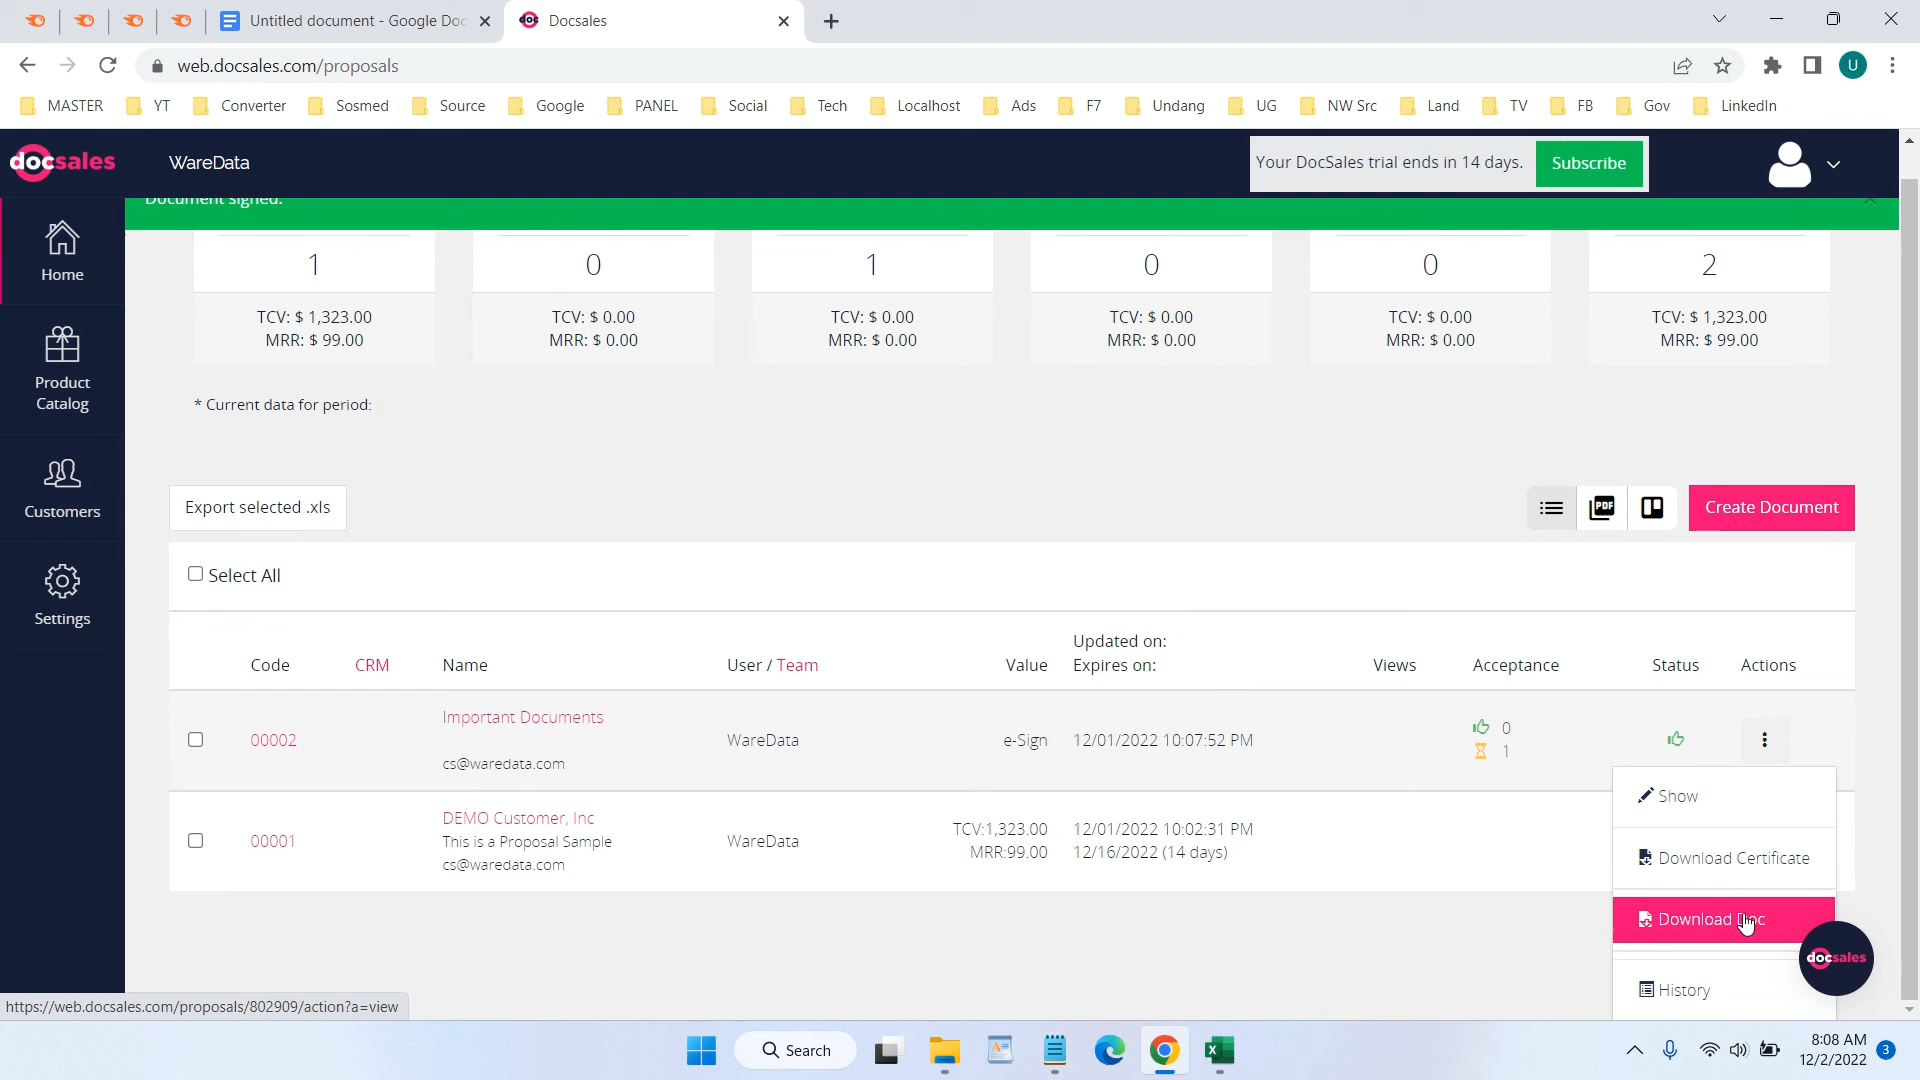 Untitled document - Google Doc
Docsales
web.docsales.com/proposals
U
MASTER
YT
Converter
Sosmed
Source
Google
PANEL
Social
Tech
Localhost
Ads
F7
Undang
UG
NW Src
Land
TV
FB
Gov
LinkedIn
docsales
WareData
Your DocSales trial ends in 14 days.
Subscribe
Document signed.
Home
Product
Catalog
Customers
Settings
1
0
1
0
0
2
TCV: $ 1,323.00
MRR: $ 99.00
TCV: $ 0.00
MRR: $ 0.00
TCV: $ 0.00
MRR: $ 0.00
TCV: $ 0.00
MRR: $ 0.00
TCV: $ 0.00
MRR: $ 0.00
TCV: $ 1,323.00
MRR: $ 99.00
* Current data for period:
Export selected .xls
PDF
Create Document
Select All
Code
CRM
Name
User / Team
Value
Updated on:
Expires on:
Views
Acceptance
Status
Actions
00002
Important Documents
cs@waredata.com
WareData
e-Sign
12/01/2022 10:07:52 PM
0
1
00001
DEMO Customer, Inc
This is a Proposal Sample
cs@waredata.com
WareData
TCV:1,323.00
MRR:99.00
12/01/2022 10:02:31 PM
12/16/2022 (14 days)
Show
Download Certificate
Download Doc
History
docsales
https://web.docsales.com/proposals/802909/action?a=view
Search
8:08 AM
12/2/2022
3